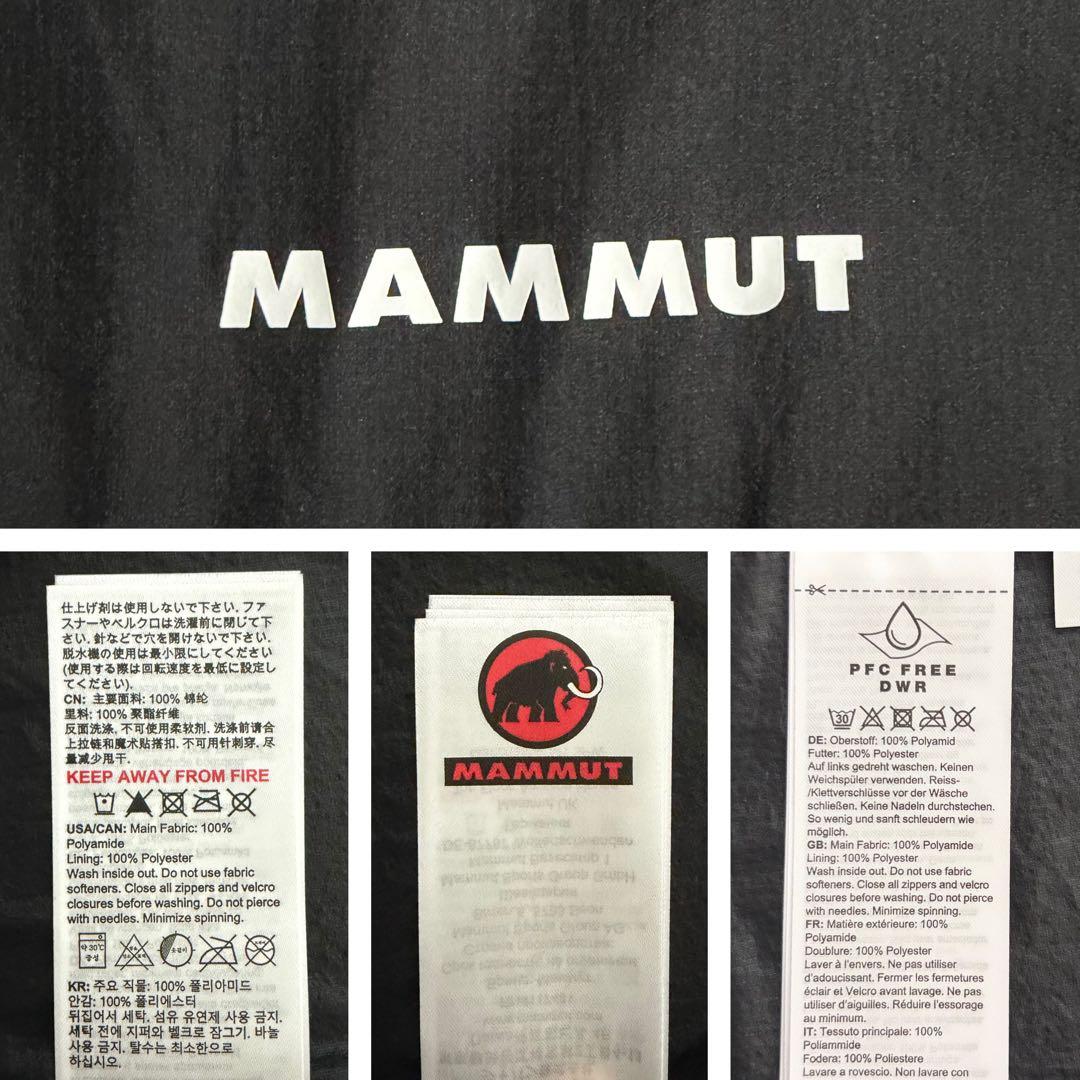 MAMMUT
仕上げ剤は使用しないで下さい. ファ
スナーやベルクロは洗濯前に閉じて下
さい. 針などで穴を開けないで下さい.
脱水機の使用は最小限にしてください
(使用する際は回転速度を最低に設定し
てください).
CN: 主要面料: 100% 锦纶
里料: 100% 聚酯纤维
反面洗涤. 不可使用柔软剂. 洗涤前请合
上拉链和魔术贴搭扣. 不可用针刺穿. 尽
量减少甩干.
KEEP AWAY FROM FIRE
USA/CAN: Main Fabric: 100%
Polyamide
Lining: 100% Polyester
Wash inside out. Do not use fabric
softeners. Close all zippers and velcro
closures before washing. Do not pierce
with needles. Minimize spinning.
약 30°C
중성
KR: 주요 직물: 100% 폴리아미드
안감: 100% 폴리에스터
뒤집어서 세탁. 섬유 유연제 사용 금지.
세탁 전에 지퍼와 벨크로 잠그기. 바늘
사용 금지. 탈수는 최소한으로
하십시오.
MAMMUT
PFC FREE
DWR
30
DE: Oberstoff: 100% Polyamid
Futter: 100% Polyester
Auf links gedreht waschen. Keinen
Weichspüler verwenden. Reiss-
/Klettverschlüsse vor der Wäsche
schließen. Keine Nadeln durchstechen.
So wenig und sanft schleudern wie
möglich.
GB: Main Fabric: 100% Polyamide
Lining: 100% Polyester
Wash inside out. Do not use fabric
softeners. Close all zippers and velcro
closures before washing. Do not pierce
with needles. Minimize spinning.
FR: Matière extérieure: 100%
Polyamide
Doublure: 100% Polyester
Laver à l'envers. Ne pas utiliser
d'adoucissant. Fermer les fermetures
éclair et Velcro avant lavage. Ne pas
utiliser d'aiguilles. Réduire l'essorage
au minimum.
IT: Tessuto principale: 100%
Poliammide
Fodera: 100% Poliestere
Lavare a rovescio. Non lavare con